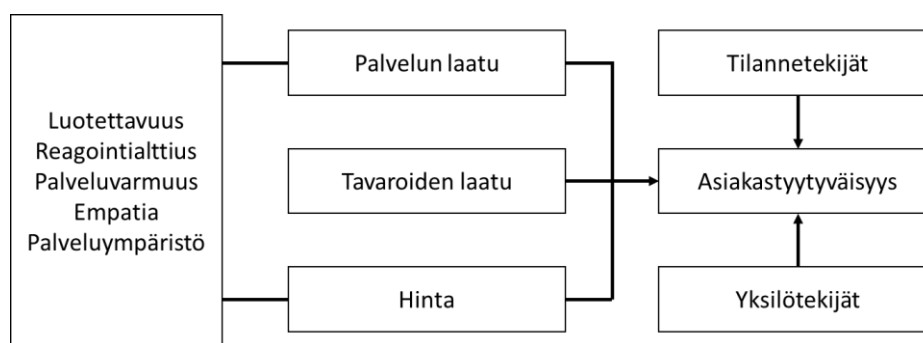 Luotettavuus
Reagointialttius
Palveluvarmuus
Empatia
Palveluympäristö
Palvelun laatu
Tavaroiden laatu
Hinta
Tilannetekijät
Asiakastyytyväisyys
Yksilötekijät